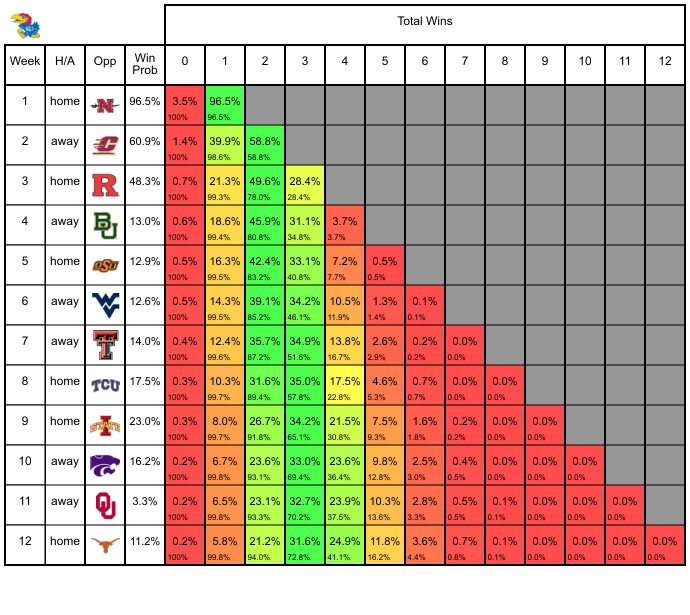 Total Wins
Week H/A Opp Win Prob 0 1 2 3 4 5 6 7 8 9 10 11 12
1 home N 96.5% 3.5% 96.5%
100% 96.5%
2 away C 60.9% 1.4% 39.9% 58.8%
100% 98.6% 58.8%
3 home R 48.3% 0.7% 21.3% 49.6% 28.4%
100% 99.3% 78.0% 28.4%
4 away BU 13.0% 0.6% 18.6% 45.9% 31.1% 3.7%
100% 99.4% 80.8% 34.8% 3.7%
5 home OSU 12.9% 0.5% 16.3% 42.4% 33.1% 7.2% 0.5%
100% 99.5% 83.2% 40.8% 7.7% 0.5%
6 away WV 12.6% 0.5% 14.3% 39.1% 34.2% 10.5% 1.3% 0.1%
100% 99.5% 85.2% 46.1% 11.9% 1.4% 0.1%
7 away T 14.0% 0.4% 12.4% 35.7% 34.9% 13.8% 2.6% 0.2% 0.0%
100% 99.6% 87.2% 51.6% 16.7% 2.9% 0.2% 0.0%
8 home TCU 17.5% 0.3% 10.3% 31.6% 35.0% 17.5% 4.6% 0.7% 0.0% 0.0%
100% 99.7% 89.4% 57.8% 22.8% 5.3% 0.7% 0.0% 0.0%
9 home I STATE 23.0% 0.3% 8.0% 26.7% 34.2% 21.5% 7.5% 1.6% 0.2% 0.0% 0.0%
100% 99.7% 91.8% 65.1% 30.8% 9.3% 1.8% 0.2% 0.0% 0.0%
10 away 16.2% 0.2% 6.7% 23.6% 33.0% 23.6% 9.8% 2.5% 0.4% 0.0% 0.0% 0.0%
100% 99.8% 93.1% 69.4% 36.4% 12.8% 3.0% 0.5% 0.0% 0.0% 0.0%
11 away OU 3.3% 0.2% 6.5% 23.1% 32.7% 23.9% 10.3% 2.8% 0.5% 0.1% 0.0% 0.0% 0.0%
100% 99.8% 93.3% 70.2% 37.5% 13.6% 3.3% 0.5% 0.1% 0.0% 0.0% 0.0%
12 home 11.2% 0.2% 5.8% 21.2% 31.6% 24.9% 11.8% 3.6% 0.7% 0.1% 0.0% 0.0% 0.0% 0.0%
100% 99.8% 94.0% 72.8% 41.1% 16.2% 4.4% 0.8% 0.1% 0.0% 0.0% 0.0% 0.0%